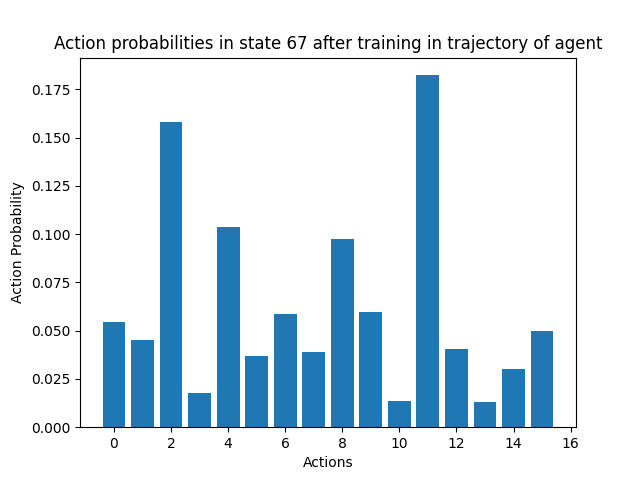 Action probabilities in state 67 after training in trajectory of agent
Action Probability
0.175
0.150
0.125
0.100
0.075
0.050
0.025
0.000
0 2 4 6 8 10 12 14 16
Actions